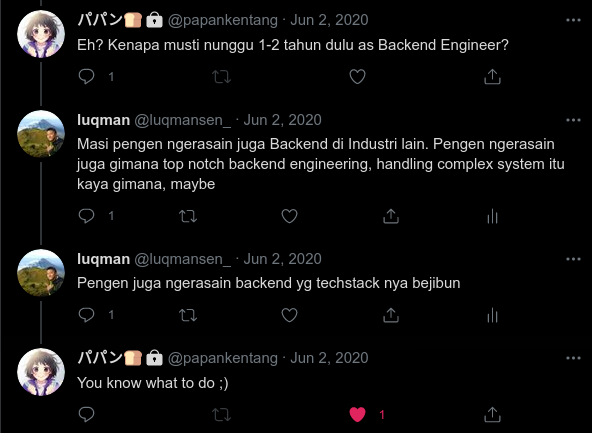 パパン🍞🔒 @papankentang · Jun 2, 2020
Eh? Kenapa musti nunggu 1-2 tahun dulu as Backend Engineer?
1
luqman @luqmansen_ · Jun 2, 2020
Masi pengen ngerasain juga Backend di Industri lain. Pengen ngerasain
juga gimana top notch backend engineering, handling complex system itu
kaya gimana, maybe
1
luqman @luqmansen_ · Jun 2, 2020
Pengen juga ngerasain backend yg techstack nya bejibun
1
パパン🍞🔒 @papankentang · Jun 2, 2020
You know what to do ;)
1